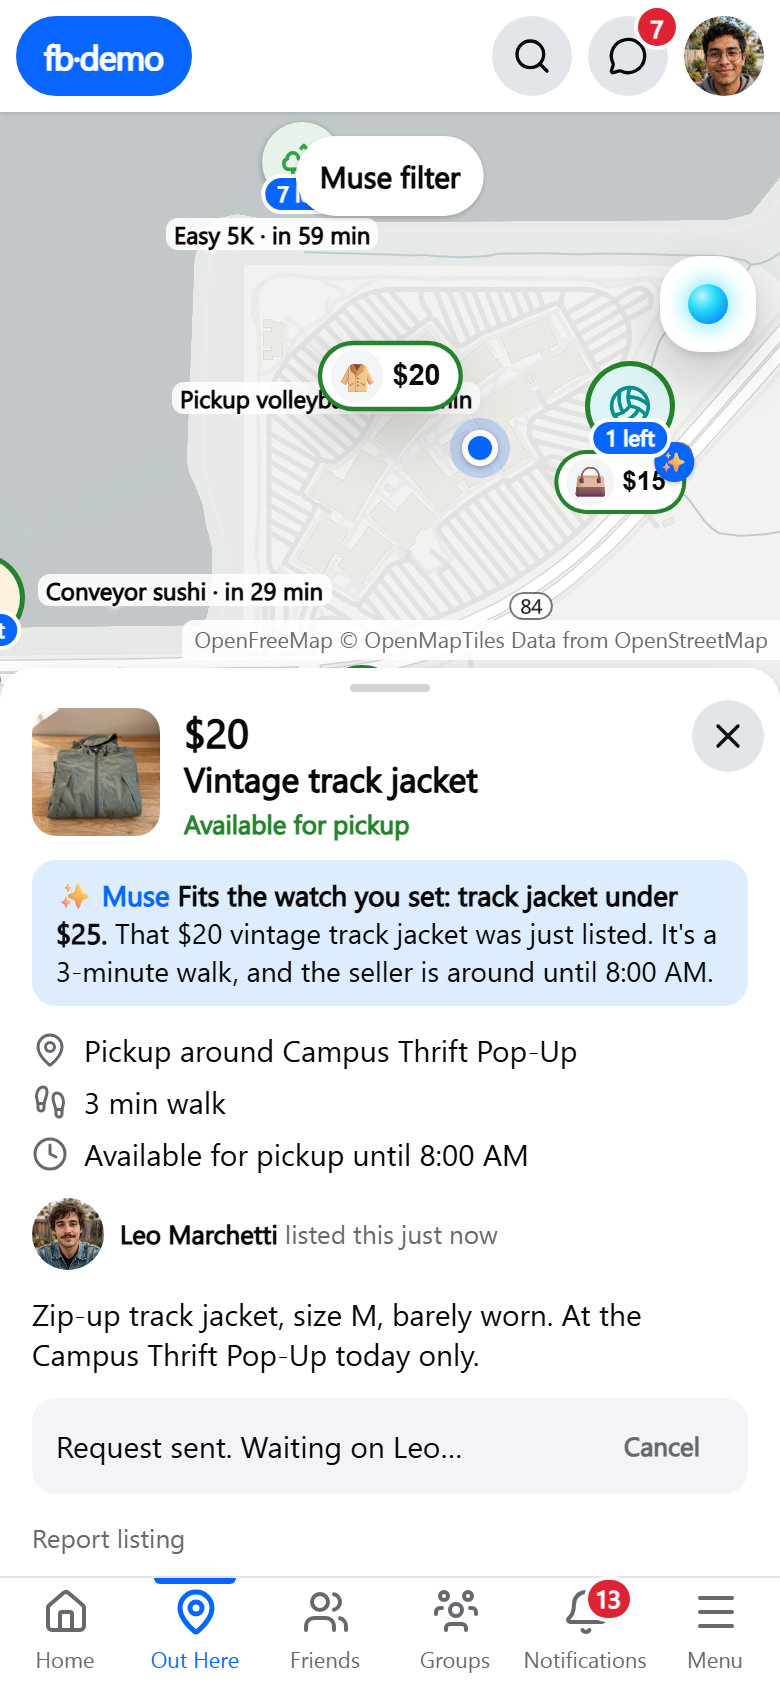 fb·demo
7
Muse filter
7
Easy 5K · in 59 min
$20
Pickup volleyb
in
1 left
$15
Conveyor sushi · in 29 min
84
OpenFreeMap © OpenMapTiles Data from OpenStreetMap
$20
Vintage track jacket
Available for pickup
✨ Muse Fits the watch you set: track jacket under
$25. That $20 vintage track jacket was just listed. It's a
3-minute walk, and the seller is around until 8:00 AM.
Pickup around Campus Thrift Pop-Up
3 min walk
Available for pickup until 8:00 AM
Leo Marchetti listed this just now
Zip-up track jacket, size M, barely worn. At the
Campus Thrift Pop-Up today only.
Request sent. Waiting on Leo... Cancel
Report listing
13
Home Out Here Friends Groups Notifications Menu